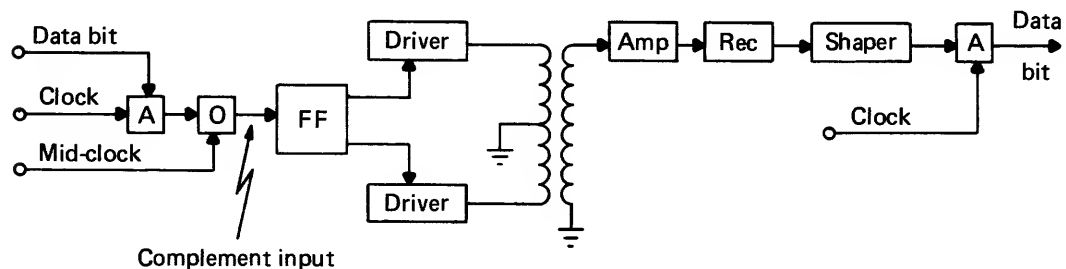 Data bit
Clock
Mid-clock
A
O
Complement input
FF
Driver
Driver
Amp
Rec
Shaper
A
Clock
Data
bit